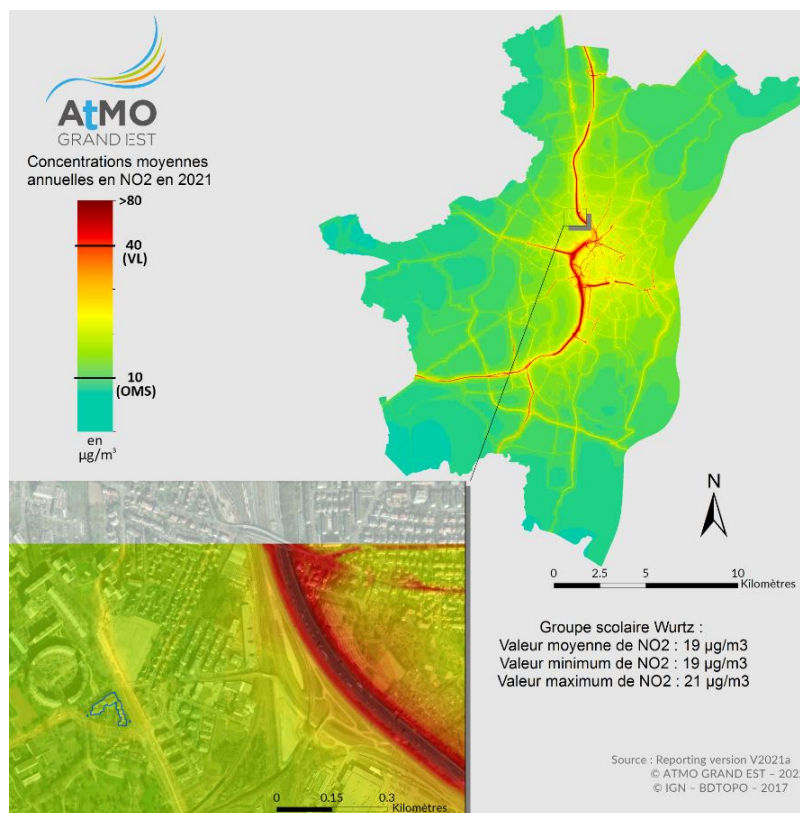 AtMO
GRAND EST
Concentrations moyennes
annuelles en NO2 en 2021
>80
40
(VL)
10
(OMS)
en
µg/m³
N
0 2.5 5 10
Kilomètres
Groupe scolaire Wurtz :
Valeur moyenne de NO2 : 19 µg/m3
Valeur minimum de NO2 : 19 µg/m3
Valeur maximum de NO2 : 21 µg/m3
0 0.15 0.3
Kilomètres
Source : Reporting version V2021a
© ATMO GRAND EST – 202
© IGN – BDTOPO – 2017